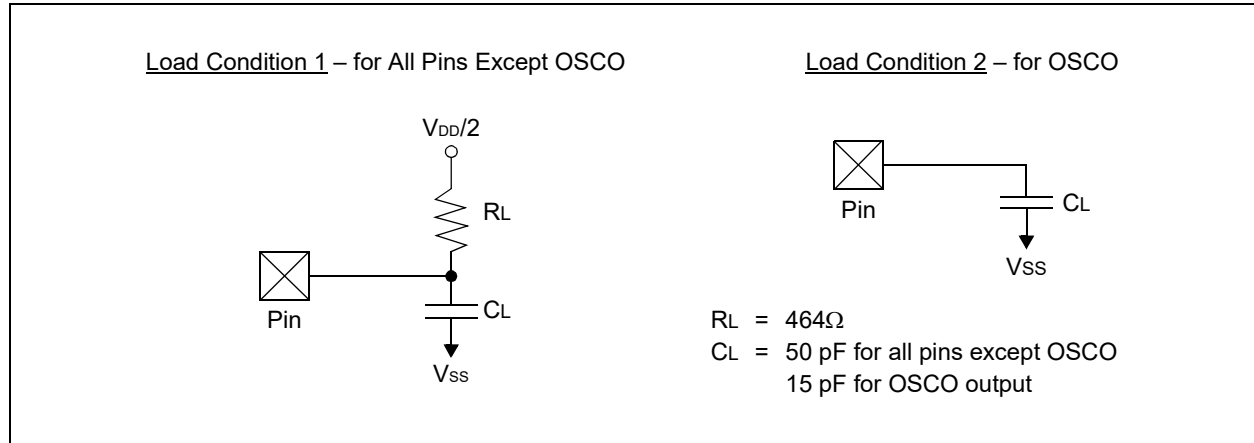 Load Condition 1 – for All Pins Except OSCO
VDD/2
RL
Pin
CL
VSS
Load Condition 2 – for OSCO
Pin
CL
VSS
RL = 464Ω
CL = 50 pF for all pins except OSCO
15 pF for OSCO output